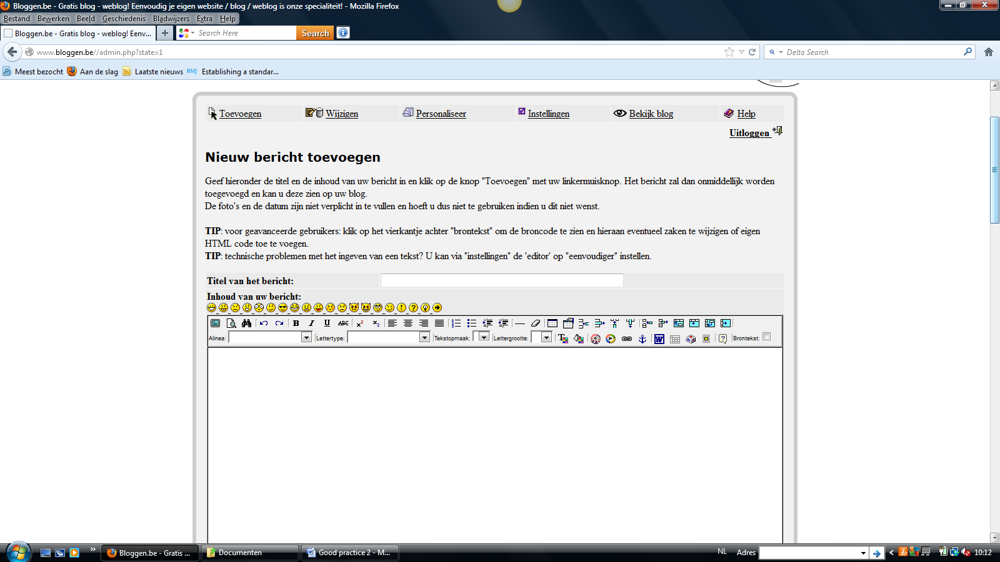 Bloggen.be - Gratis blog - weblog! Eenvoudig je eigen website / blog / weblog is onze specialiteit! - Mozilla Firefox
Bestand Bewerken Beeld Geschiedenis Bladwijzers Extra Help
Bloggen.be - Gratis blog - weblog! Eenv... + Search Here Search
www.bloggen.be//admin.php?state=1 Delta Search
Meest bezocht Aan de slag Laatste nieuws BMJ Establishing a standar...
Toevoegen Wijzigen Personaliseer Instellingen Bekijk blog Help
Uitloggen
Nieuw bericht toevoegen
Geef hieronder de titel en de inhoud van uw bericht in en klik op de knop "Toevoegen" met uw linkermuisknop. Het bericht zal dan onmiddellijk worden
toegevoegd en kan u deze zien op uw blog.
De foto's en de datum zijn niet verplicht in te vullen en hoeft u dus niet te gebruiken indien u dit niet wenst.
TIP: voor geavanceerde gebruikers: klik op het vierkantje achter "brontekst" om de broncode te zien en hieraan eventueel zaken te wijzigen of eigen
HTML code toe te voegen.
TIP: technische problemen met het ingeven van een tekst? U kan via "instellingen" de 'editor' op "eenvoudiger" instellen.
Titel van het bericht:
Inhoud van uw bericht:
B I U ABC x² x₂
Alinea: Lettertype: Tekstopmaak: Lettergrootte: T W Brontekst:
Bloggen.be - Gratis ... Documenten Good practice 2 - M... NL Adres 10:12